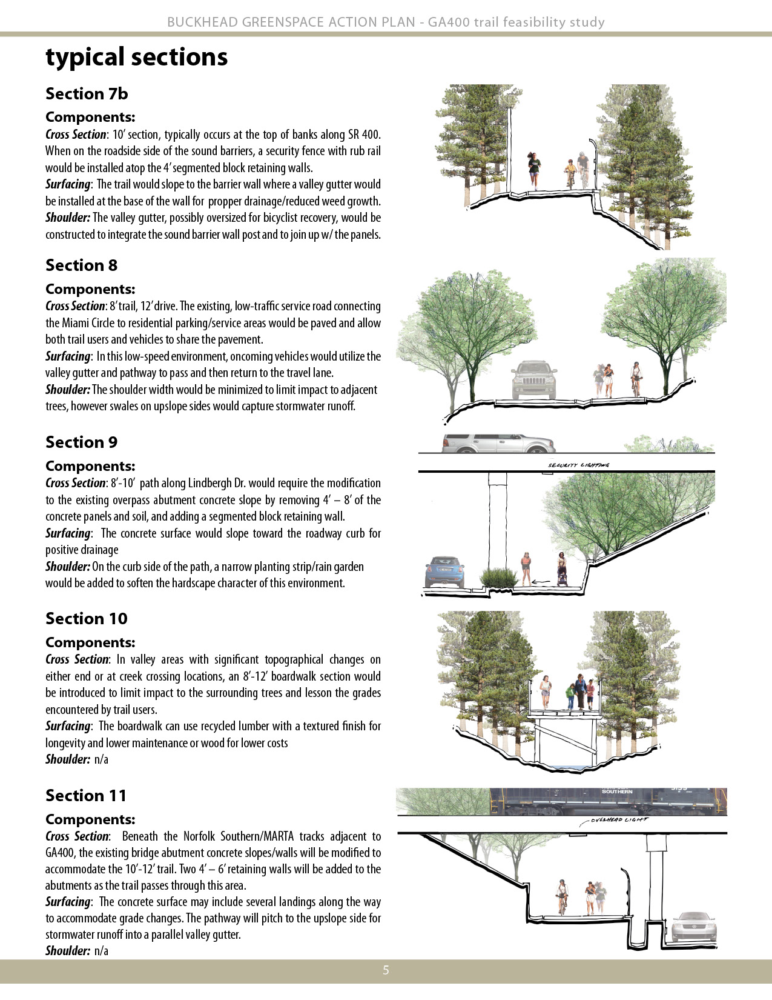 BUCKHEAD GREENSPACE ACTION PLAN - GA400 trail feasibility study
typical sections
Section 7b
Components:
Cross Section: 10’ section, typically occurs at the top of banks along SR 400.
When on the roadside side of the sound barriers, a security fence with rub rail
would be installed atop the 4’ segmented block retaining walls.
Surfacing: The trail would slope to the barrier wall where a valley gutter would
be installed at the base of the wall for propper drainage/reduced weed growth.
Shoulder: The valley gutter, possibly oversized for bicyclist recovery, would be
constructed to integrate the sound barrier wall post and to join up w/ the panels.
Section 8
Components:
Cross Section: 8’ trail, 12’ drive. The existing, low-traffic service road connecting
the Miami Circle to residential parking/service areas would be paved and allow
both trail users and vehicles to share the pavement.
Surfacing: In this low-speed environment, oncoming vehicles would utilize the
valley gutter and pathway to pass and then return to the travel lane.
Shoulder: The shoulder width would be minimized to limit impact to adjacent
trees, however swales on upslope sides would capture stormwater runoff.
Section 9
Components:
Cross Section: 8’-10’ path along Lindbergh Dr. would require the modification
to the existing overpass abutment concrete slope by removing 4’ – 8’ of the
concrete panels and soil, and adding a segmented block retaining wall.
Surfacing: The concrete surface would slope toward the roadway curb for
positive drainage
Shoulder: On the curb side of the path, a narrow planting strip/rain garden
would be added to soften the hardscape character of this environment.
SECURITY LIGHTING
Section 10
Components:
Cross Section: In valley areas with significant topographical changes on
either end or at creek crossing locations, an 8’-12’ boardwalk section would
be introduced to limit impact to the surrounding trees and lesson the grades
encountered by trail users.
Surfacing: The boardwalk can use recycled lumber with a textured finish for
longevity and lower maintenance or wood for lower costs
Shoulder: n/a
Section 11
Components:
Cross Section: Beneath the Norfolk Southern/MARTA tracks adjacent to
GA400, the existing bridge abutment concrete slopes/walls will be modified to
accommodate the 10’-12’ trail. Two 4’ – 6’ retaining walls will be added to the
abutments as the trail passes through this area.
Surfacing: The concrete surface may include several landings along the way
to accommodate grade changes. The pathway will pitch to the upslope side for
stormwater runoff into a parallel valley gutter.
Shoulder: n/a
SOUTHERN
OVERHEAD LIGHT
5